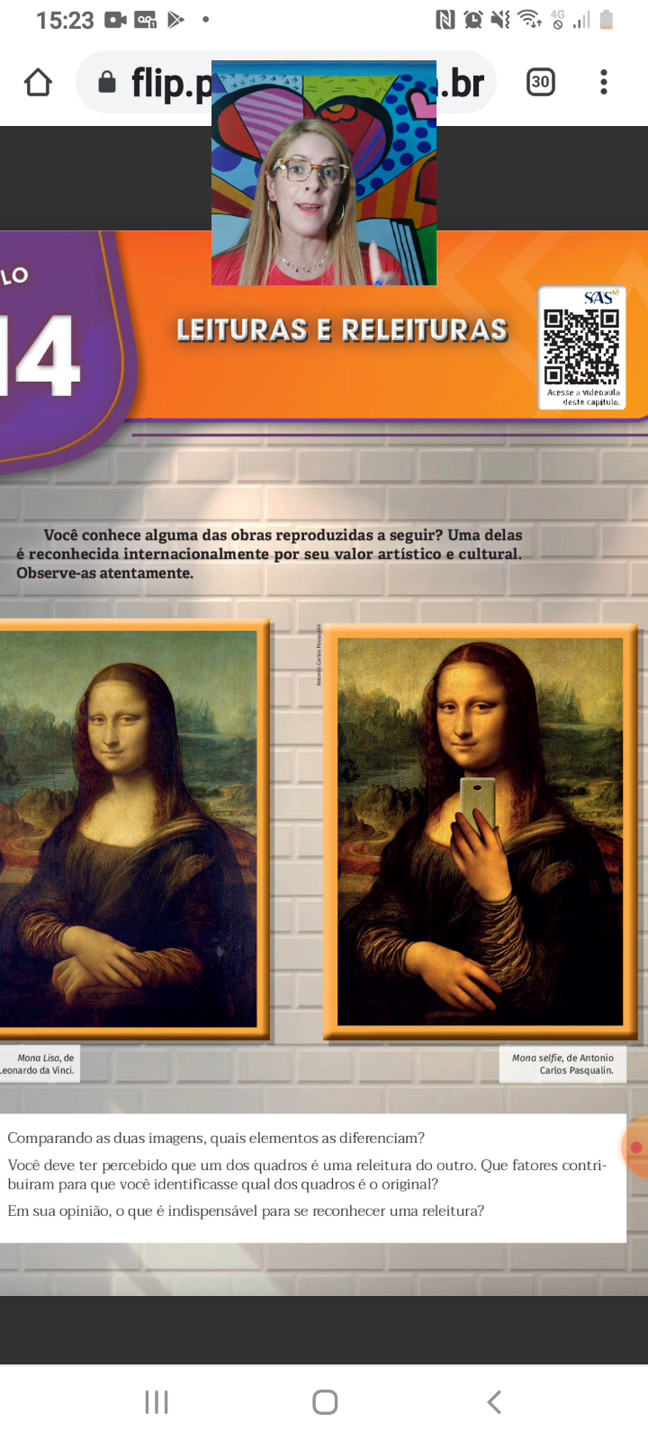 15:23
4G
flip.p
.br
30
LO
14
LEITURAS E RELEITURAS
SAS
Acesse a videoaula
deste capítulo.
Você conhece alguma das obras reproduzidas a seguir? Uma delas
é reconhecida internacionalmente por seu valor artístico e cultural.
Observe-as atentamente.
Antonio Carlos Pasqualin
Mona Lisa, de
Leonardo da Vinci.
Mona selfie, de Antonio
Carlos Pasqualin.
Comparando as duas imagens, quais elementos as diferenciam?
Você deve ter percebido que um dos quadros é uma releitura do outro. Que fatores contri-
buíram para que você identificasse qual dos quadros é o original?
Em sua opinião, o que é indispensável para se reconhecer uma releitura?